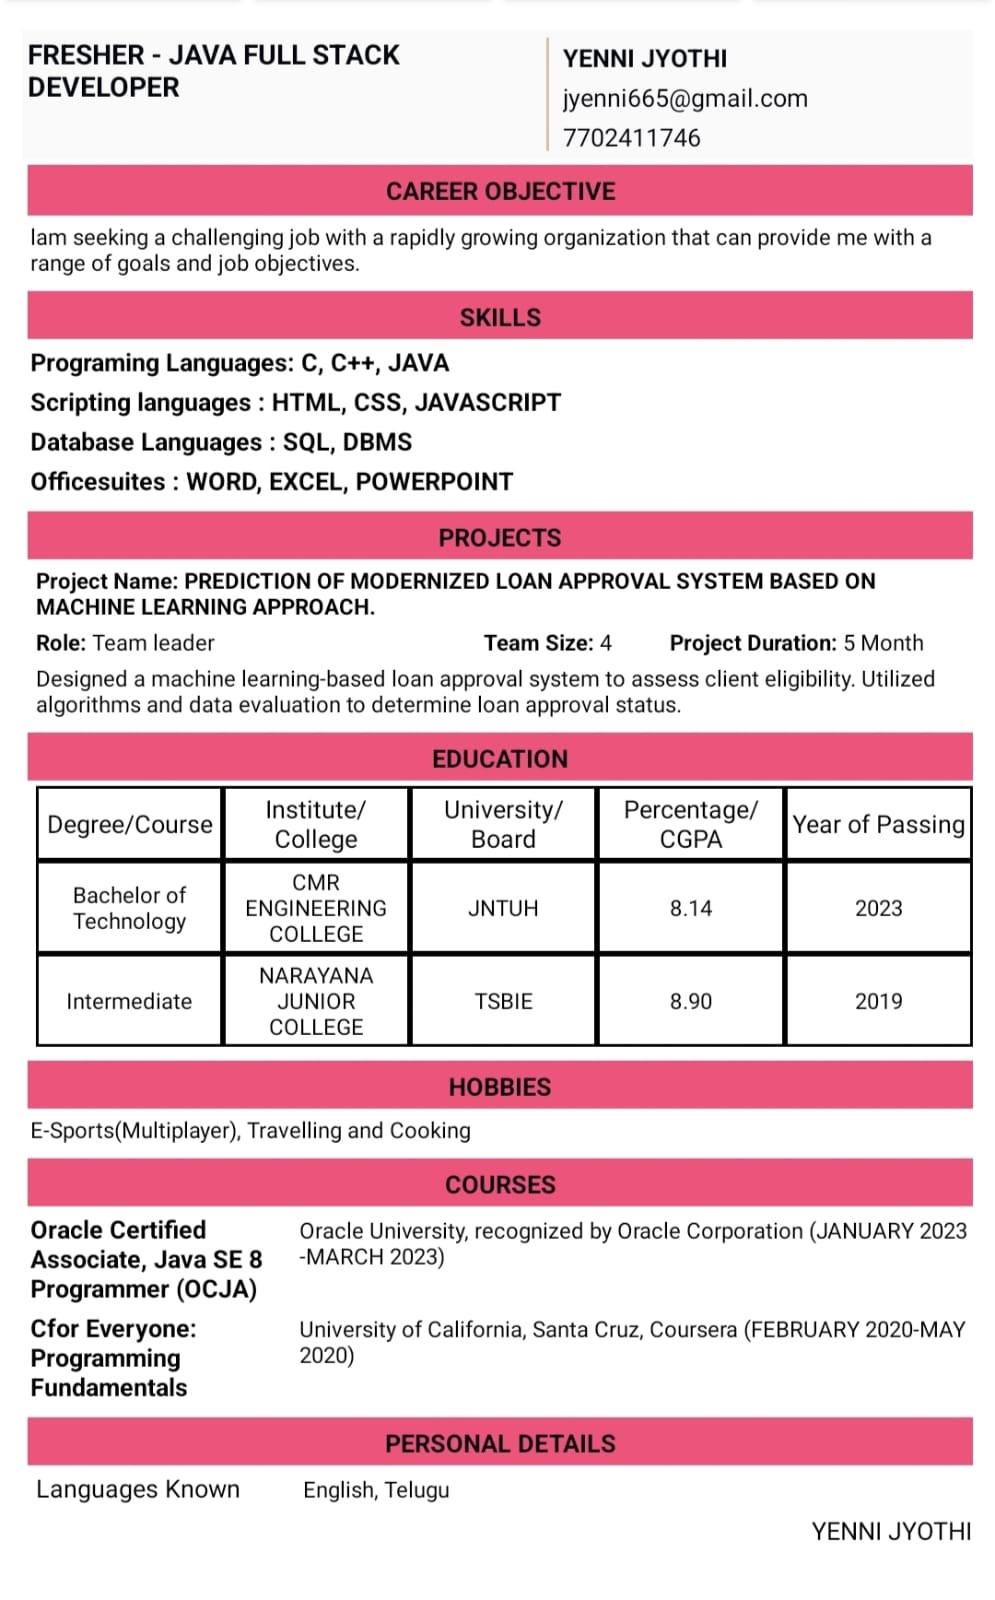 FRESHER - JAVA FULL STACK
DEVELOPER
YENNI JYOTHI
jyenni665@gmail.com
7702411746
CAREER OBJECTIVE
Iam seeking a challenging job with a rapidly growing organization that can provide me with a
range of goals and job objectives.
SKILLS
Programing Languages: C, C++, JAVA
Scripting languages : HTML, CSS, JAVASCRIPT
Database Languages : SQL, DBMS
Officesuites : WORD, EXCEL, POWERPOINT
PROJECTS
Project Name: PREDICTION OF MODERNIZED LOAN APPROVAL SYSTEM BASED ON
MACHINE LEARNING APPROACH.
Role: Team leader Team Size: 4 Project Duration: 5 Month
Designed a machine learning-based loan approval system to assess client eligibility. Utilized
algorithms and data evaluation to determine loan approval status.
EDUCATION
Degree/Course
Institute/
College
University/
Board
Percentage/
CGPA
Year of Passing
Bachelor of
Technology
CMR
ENGINEERING
COLLEGE
JNTUH
8.14
2023
Intermediate
NARAYANA
JUNIOR
COLLEGE
TSBIE
8.90
2019
HOBBIES
E-Sports(Multiplayer), Travelling and Cooking
COURSES
Oracle Certified
Associate, Java SE 8
Programmer (OCJA)
Oracle University, recognized by Oracle Corporation (JANUARY 2023
-MARCH 2023)
Cfor Everyone:
Programming
Fundamentals
University of California, Santa Cruz, Coursera (FEBRUARY 2020-MAY
2020)
PERSONAL DETAILS
Languages Known English, Telugu
YENNI JYOTHI